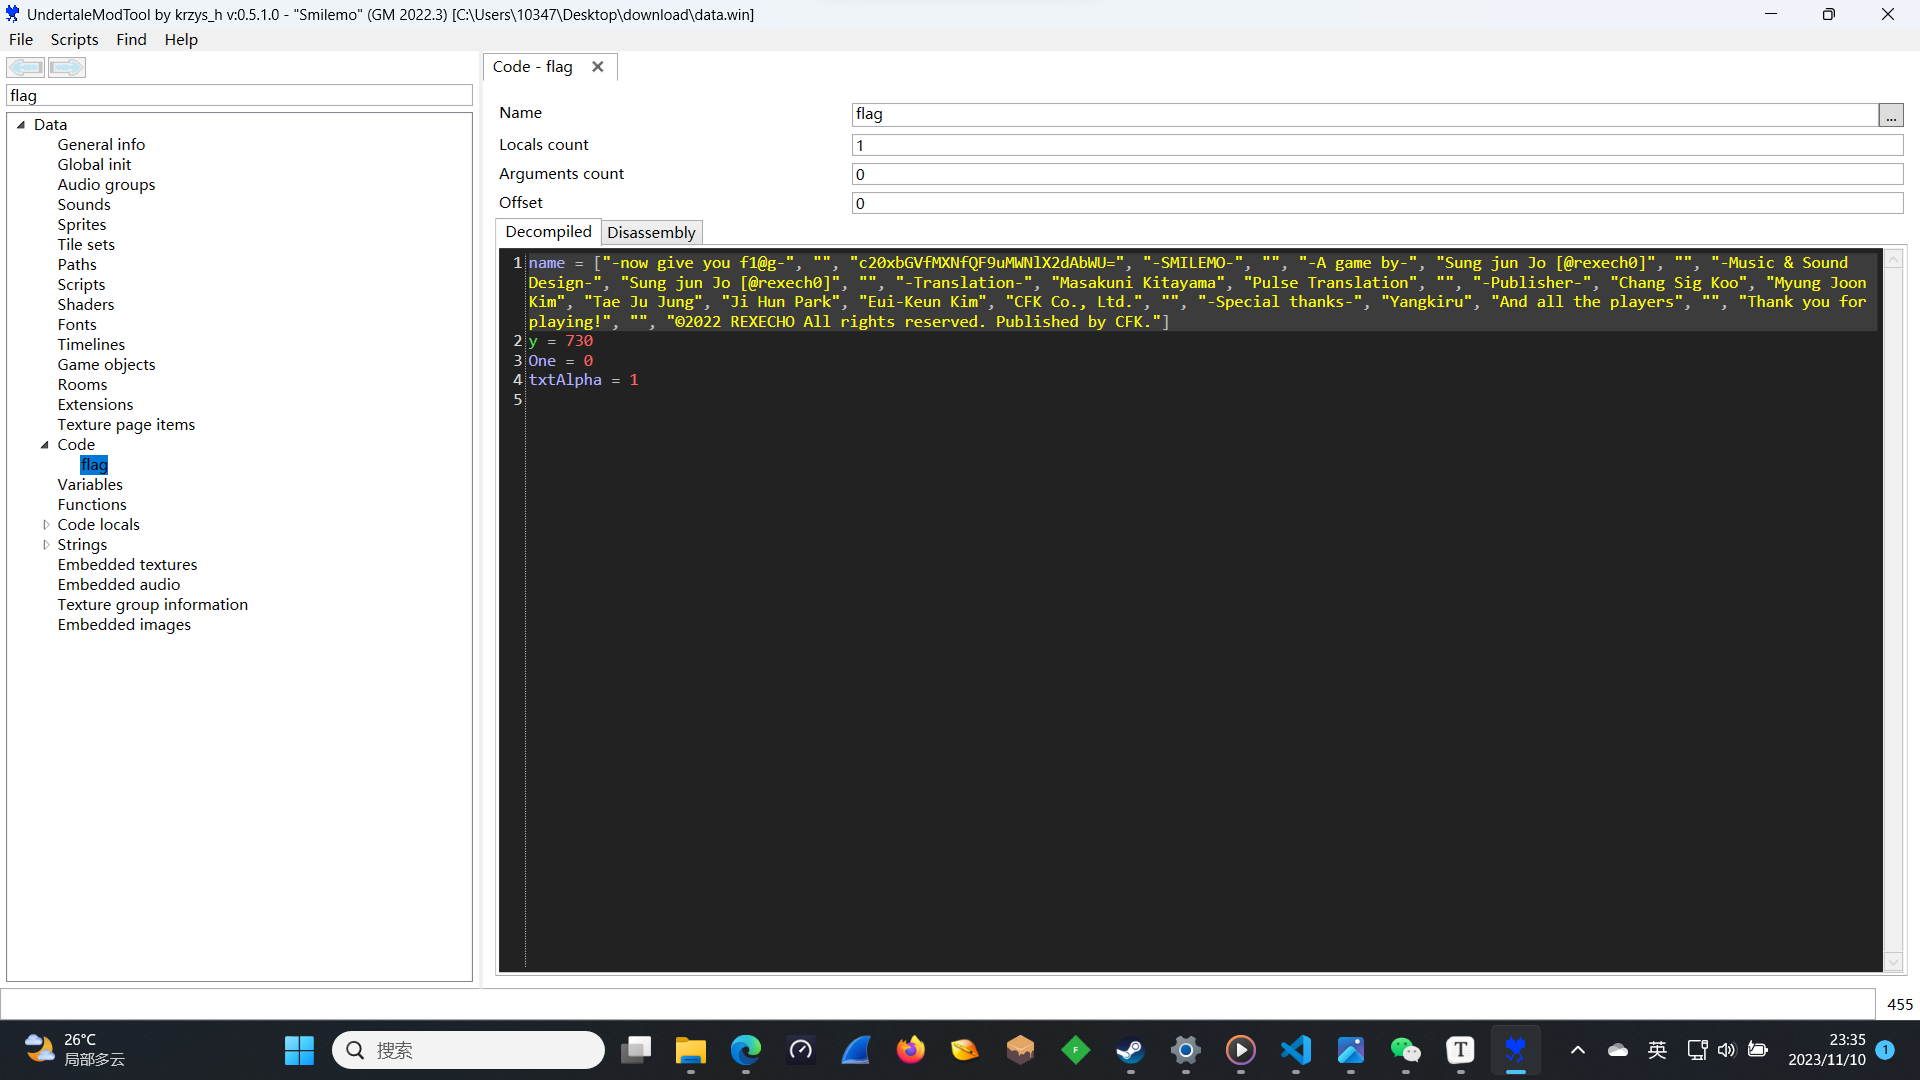 UndertaleModTool by krzys_h v:0.5.1.0 - "Smilemo" (GM 2022.3) [C:\Users\10347\Desktop\download\data.win]
File Scripts Find Help
flag
Data
General info
Global init
Audio groups
Sounds
Sprites
Tile sets
Paths
Scripts
Shaders
Fonts
Timelines
Game objects
Rooms
Extensions
Texture page items
Code
flag
Variables
Functions
Code locals
Strings
Embedded textures
Embedded audio
Texture group information
Embedded images
Code - flag
Name flag ...
Locals count 1
Arguments count 0
Offset 0
Decompiled Disassembly
1 name = ["-now give you f1@g-", "", "c20xbGVfMXNfQF9uMWNlX2dAbWU=", "-SMILEMO-", "", "-A game by-", "Sung jun Jo [@rexech0]", "", "-Music & Sound
Design-", "Sung jun Jo [@rexech0]", "", "-Translation-", "Masakuni Kitayama", "Pulse Translation", "", "-Publisher-", "Chang Sig Koo", "Myung Joon
Kim", "Tae Ju Jung", "Ji Hun Park", "Eui-Keun Kim", "CFK Co., Ltd.", "", "-Special thanks-", "Yangkiru", "And all the players", "", "Thank you for
playing!", "", "©2022 REXECHO All rights reserved. Published by CFK."]
2 y = 730
3 One = 0
4 txtAlpha = 1
5
455
26°C
局部多云
搜索
英
23:35
2023/11/10
1